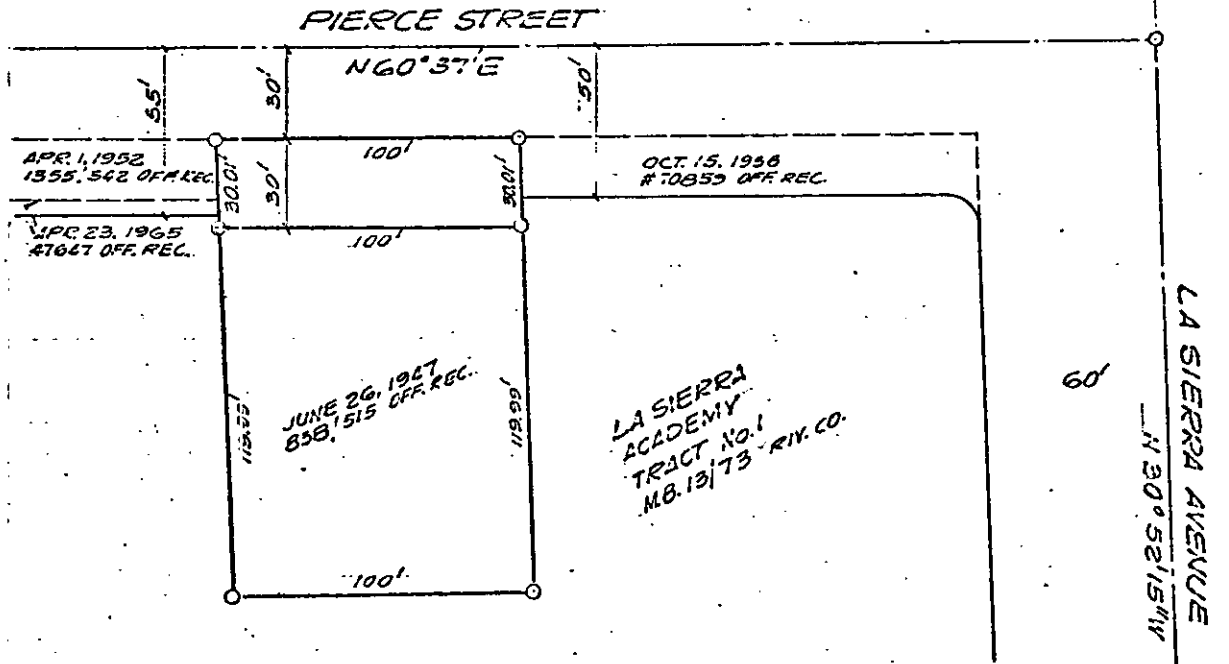 PIERCE STREET
N60°37'E
55'
30'
50'
APR. 1, 1952
1355/542 OFF. REC.
30.01'
30'
100'
30.01'
OCT. 15, 1956
#70859 OFF. REC.
APR. 23, 1965
47647 OFF. REC.
100'
JUNE 26, 1947
838/515 OFF. REC.
119.99'
119.99'
LA SIERRA
ACADEMY
TRACT NO. 1
M.B. 13/73 RIV. CO.
60'
LA SIERRA AVENUE
N 30° 52' 15" W
100'